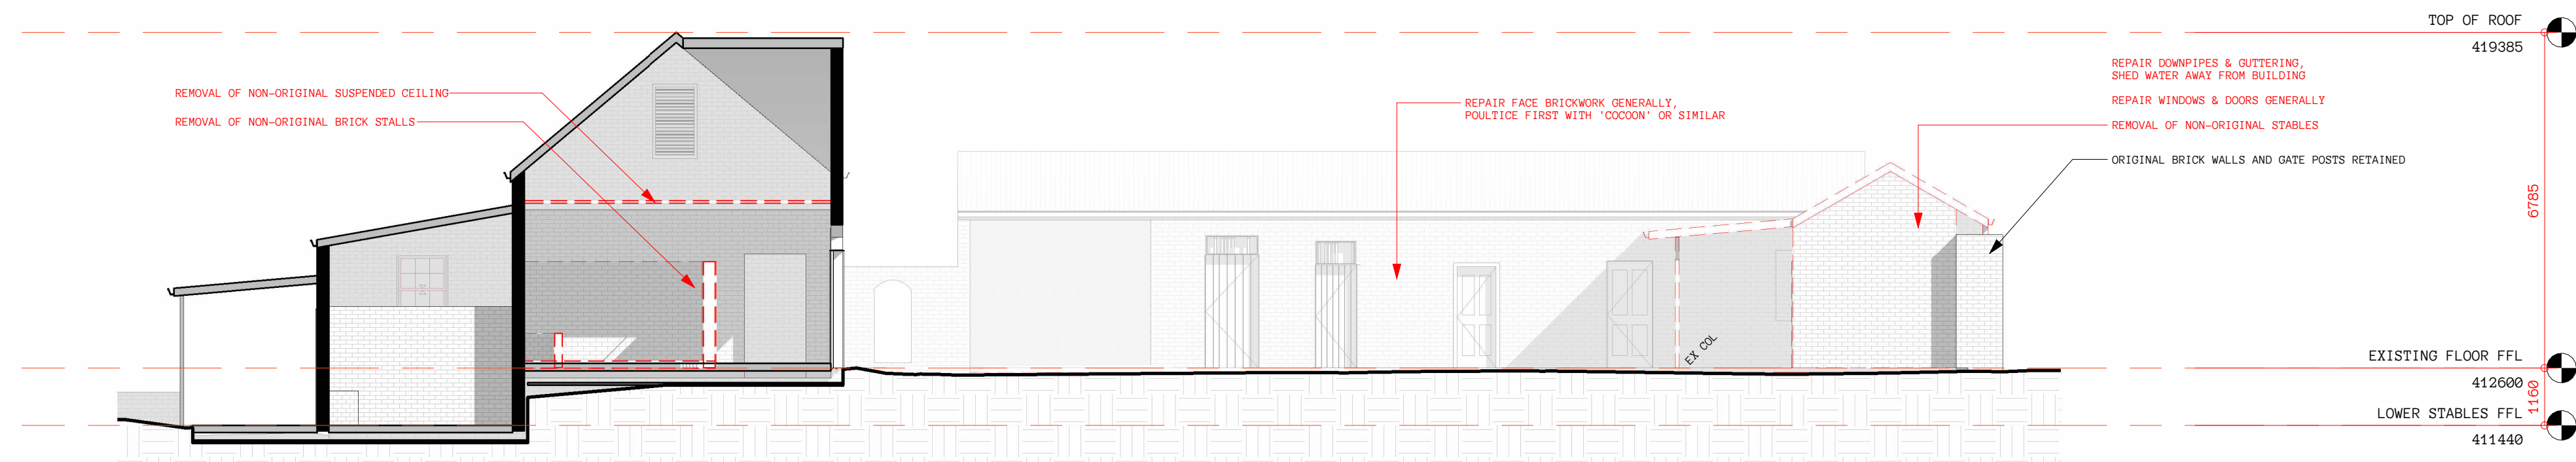 TOP OF ROOF
419385
REPAIR DOWNPIPES & GUTTERING,
SHED WATER AWAY FROM BUILDING
REPAIR WINDOWS & DOORS GENERALLY
REMOVAL OF NON-ORIGINAL STABLES
ORIGINAL BRICK WALLS AND GATE POSTS RETAINED
REMOVAL OF NON-ORIGINAL SUSPENDED CEILING
REMOVAL OF NON-ORIGINAL BRICK STALLS
REPAIR FACE BRICKWORK GENERALLY,
POULTICE FIRST WITH 'COCOON' OR SIMILAR
6785
EX COL
EXISTING FLOOR FFL
412600
1160
LOWER STABLES FFL
411440